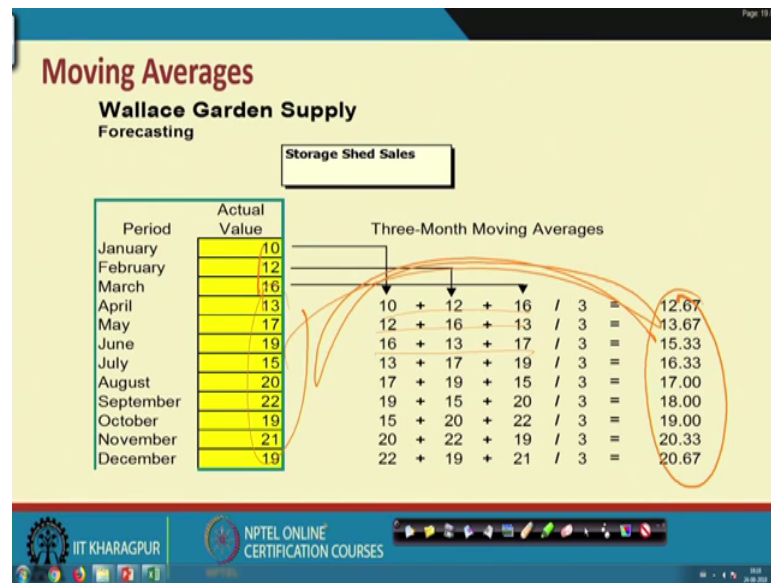 Page: 19
Moving Averages
Wallace Garden Supply
Forecasting
Storage Shed Sales
Period Actual Value Three-Month Moving Averages
January 10
February 12
March 16
April 13 10 + 12 + 16 / 3 = 12.67
May 17 12 + 16 + 13 / 3 = 13.67
June 19 16 + 13 + 17 / 3 = 15.33
July 15 13 + 17 + 19 / 3 = 16.33
August 20 17 + 19 + 15 / 3 = 17.00
September 22 19 + 15 + 20 / 3 = 18.00
October 19 15 + 20 + 22 / 3 = 19.00
November 21 20 + 22 + 19 / 3 = 20.33
December 19 22 + 19 + 21 / 3 = 20.67
IIT KHARAGPUR
NPTEL ONLINE
CERTIFICATION COURSES